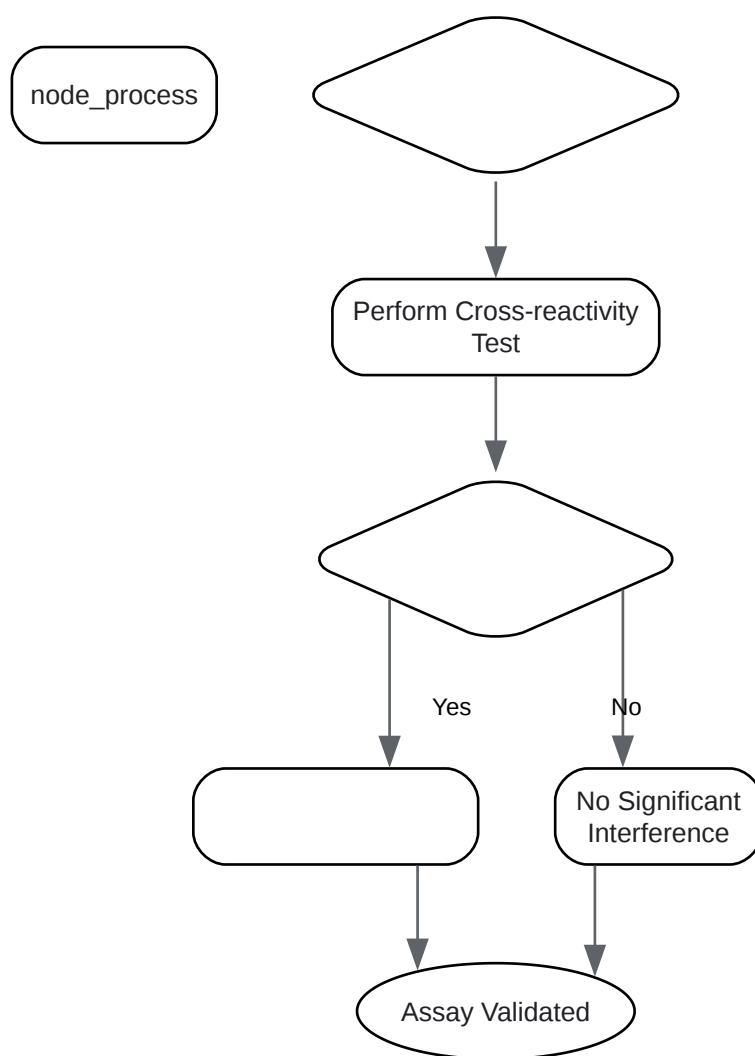 node_process
Perform Cross-reactivity
Test
Yes
No
No Significant
Interference
Assay Validated